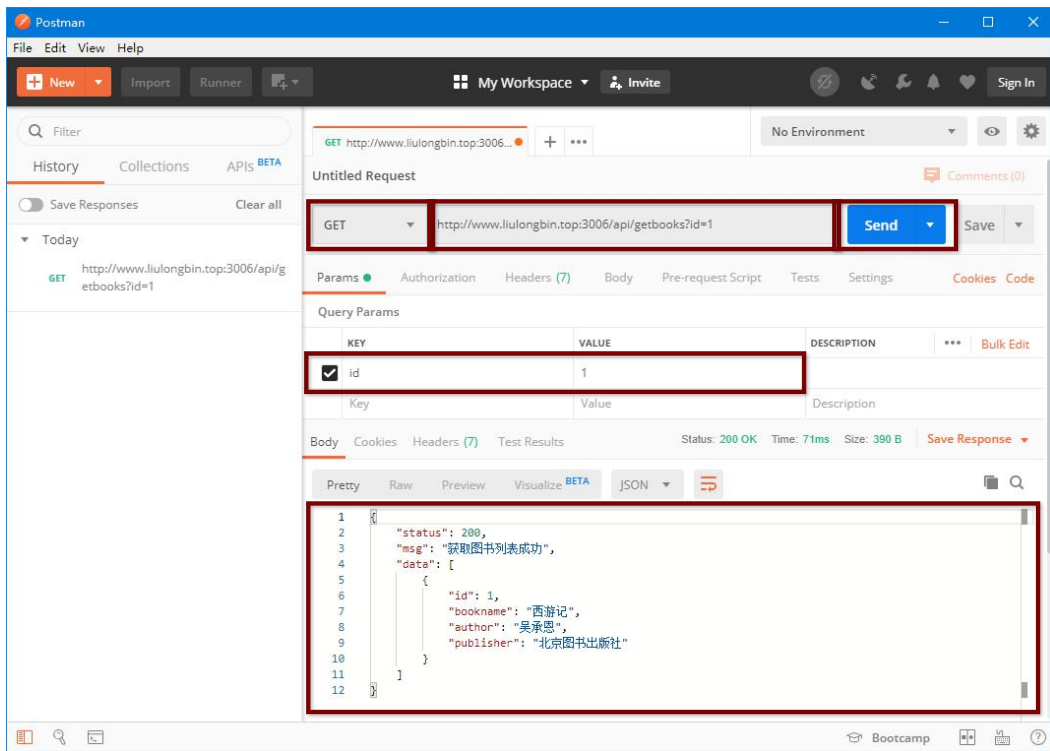 Postman
File Edit View Help
New Import Runner My Workspace Invite Sign In
Filter
History Collections APIs BETA
Save Responses Clear all
Today
GET http://www.liulongbin.top:3006/api/g
etbooks?id=1
GET http://www.liulongbin.top:3006... No Environment
Untitled Request Comments (0)
GET http://www.liulongbin.top:3006/api/getbooks?id=1 Send Save
Params Authorization Headers (7) Body Pre-request Script Tests Settings Cookies Code
Query Params
KEY VALUE DESCRIPTION Bulk Edit
id 1
Key Value Description
Body Cookies Headers (7) Test Results Status: 200 OK Time: 71ms Size: 390 B Save Response
Pretty Raw Preview Visualize BETA JSON
1 {
2 "status": 200,
3 "msg": "获取图书列表成功",
4 "data": [
5 {
6 "id": 1,
7 "bookname": "西游记",
8 "author": "吴承恩",
9 "publisher": "北京图书出版社"
10 }
11 ]
12 }
Bootcamp